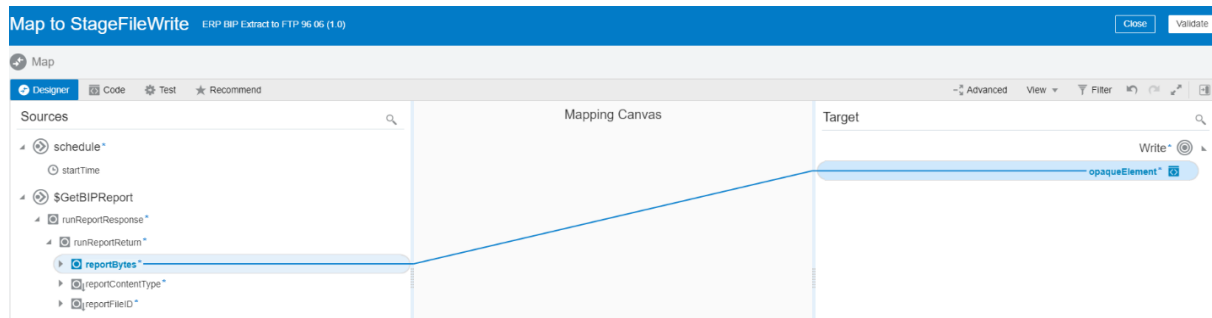 Map to StageFileWrite ERP BIP Extract to FTP 96 06 (1.0) Close Validate
Map
Designer Code Test Recommend Advanced View Filter
Sources Mapping Canvas Target
schedule* Write*
startTime opaqueElement*
$GetBIPReport
runReportResponse*
runReportReturn*
reportBytes*
reportContentType*
reportFileID*